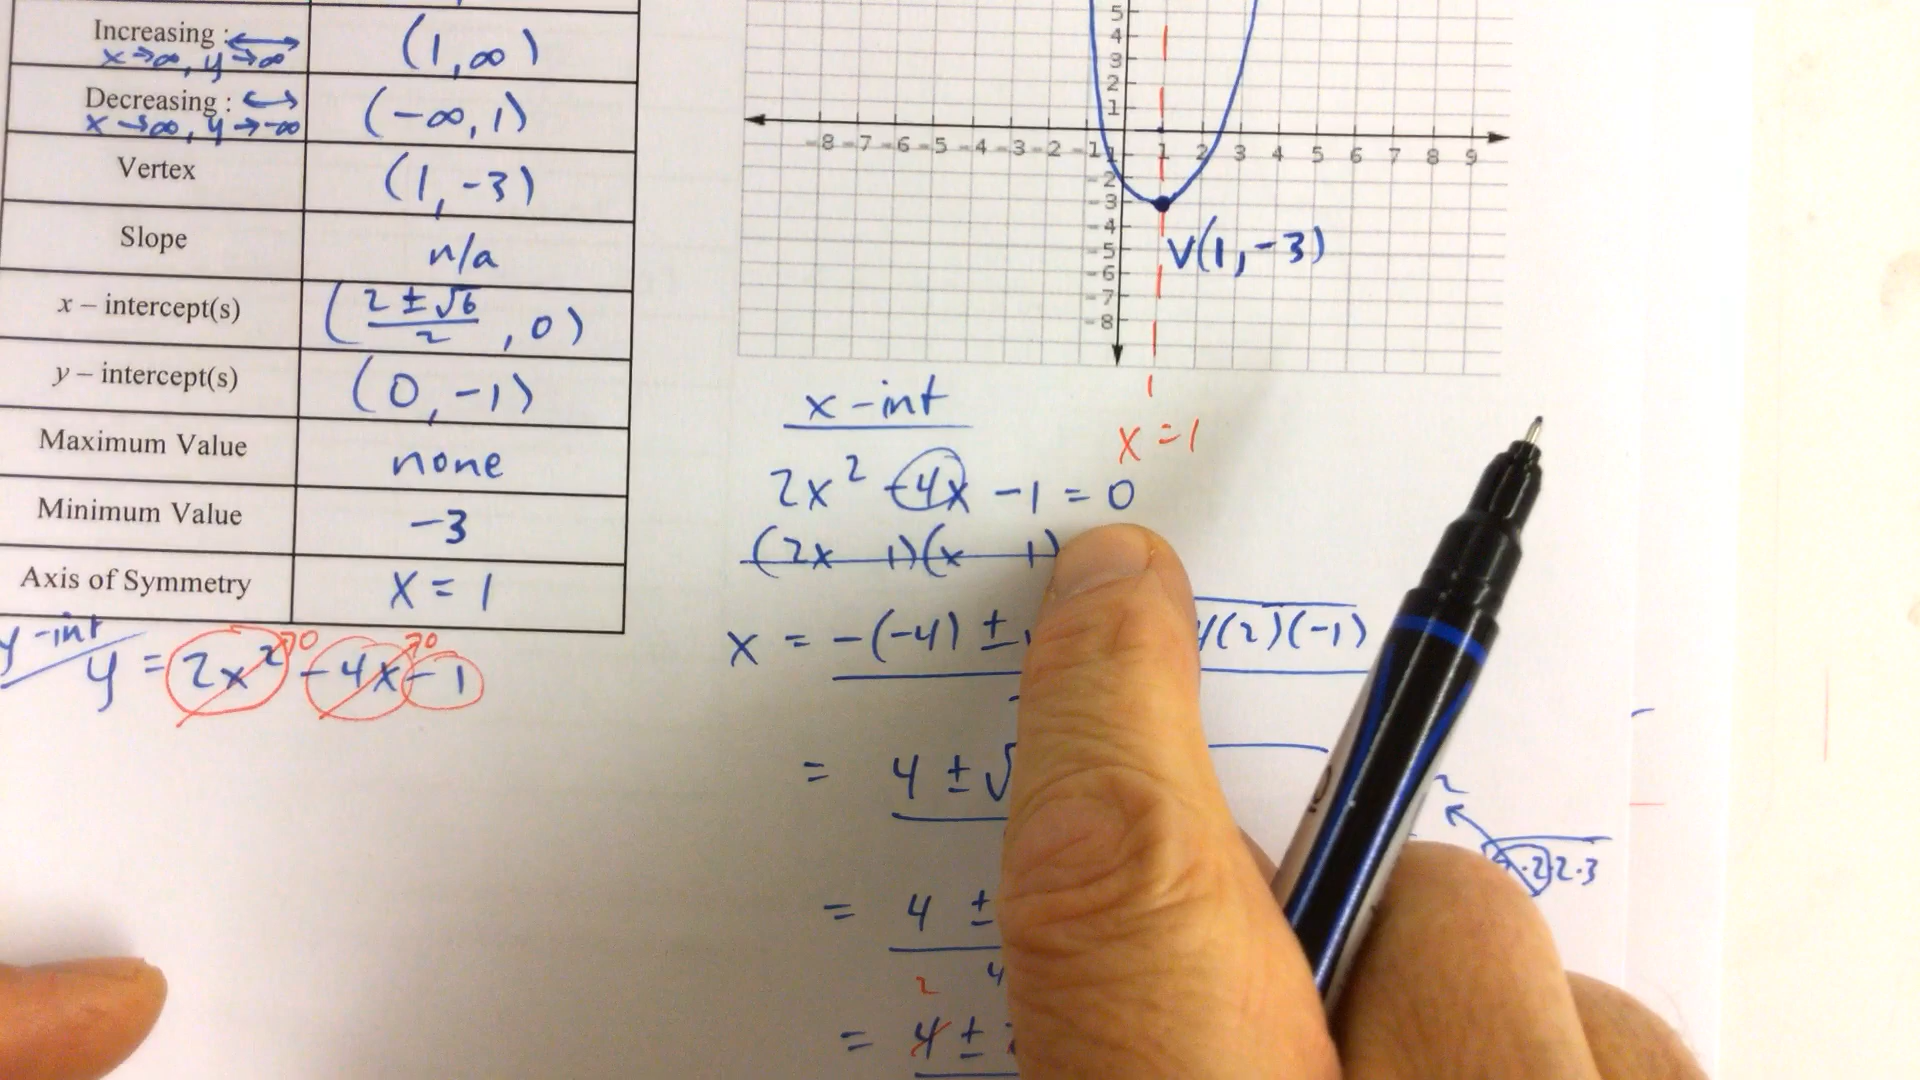 Increasing : ↔
x→∞, y→∞
(1, ∞)
Decreasing : ↔
x→∞, y→-∞
(-∞, 1)
Vertex
(1, -3)
Slope
n/a
x – intercept(s)
(2 ± √6 / 2 , 0)
y – intercept(s)
(0, -1)
Maximum Value
none
Minimum Value
-3
Axis of Symmetry
x = 1
y-int
y = 2x² - 4x - 1
→0 →0
5
4
3
2
1
-8 -7 -6 -5 -4 -3 -2 -1 1 2 3 4 5 6 7 8 9
-2
-3
-4
-5
-6
-7
-8
V(1, -3)
x = 1
x-int
2x² - 4x - 1 = 0
(2x 1)(x 1)
x = -(-4) ±
4(2)(-1)
= 4 ± √
2
·2·2·3
= 4 ±
4
2
= 4 ±